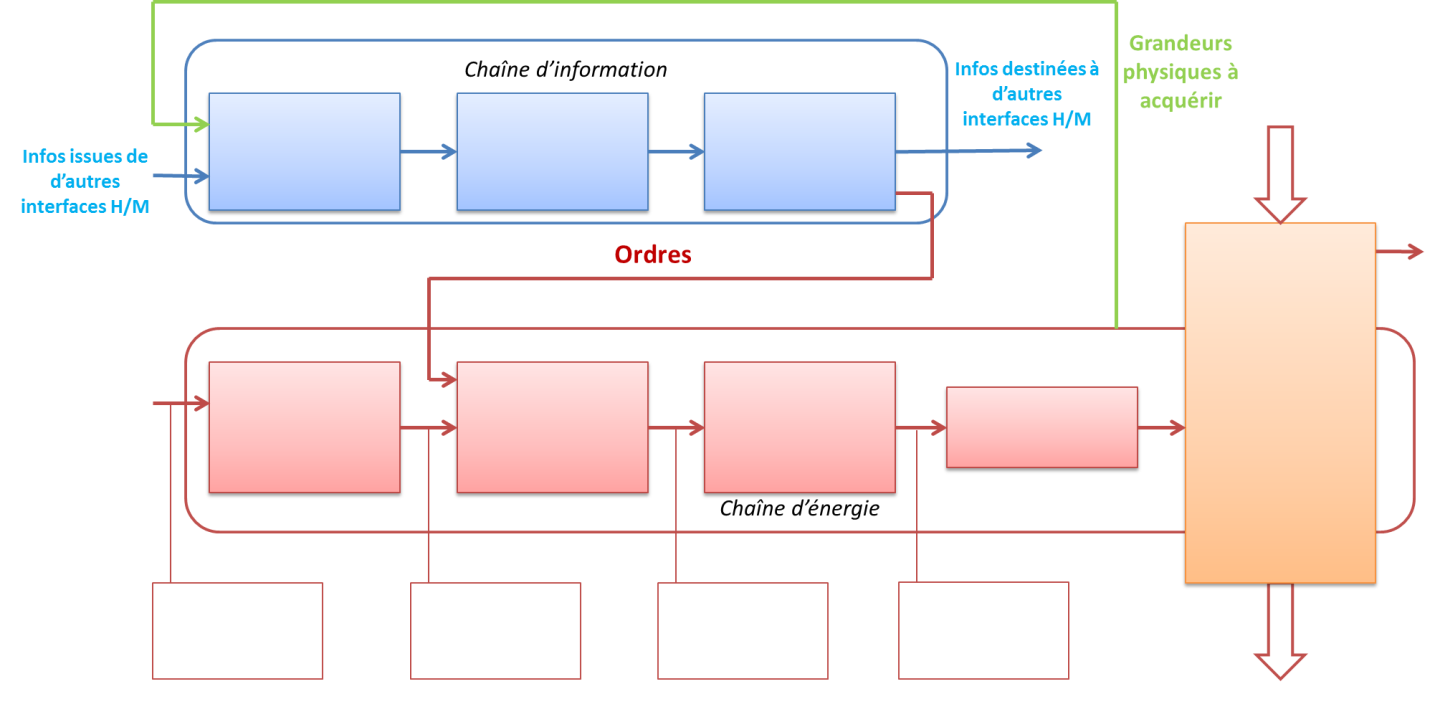 Grandeurs
physiques à
acquérir
Chaîne d’information
Infos destinées à
d’autres
interfaces H/M
Infos issues de
d’autres
interfaces H/M
Ordres
Chaîne d’énergie